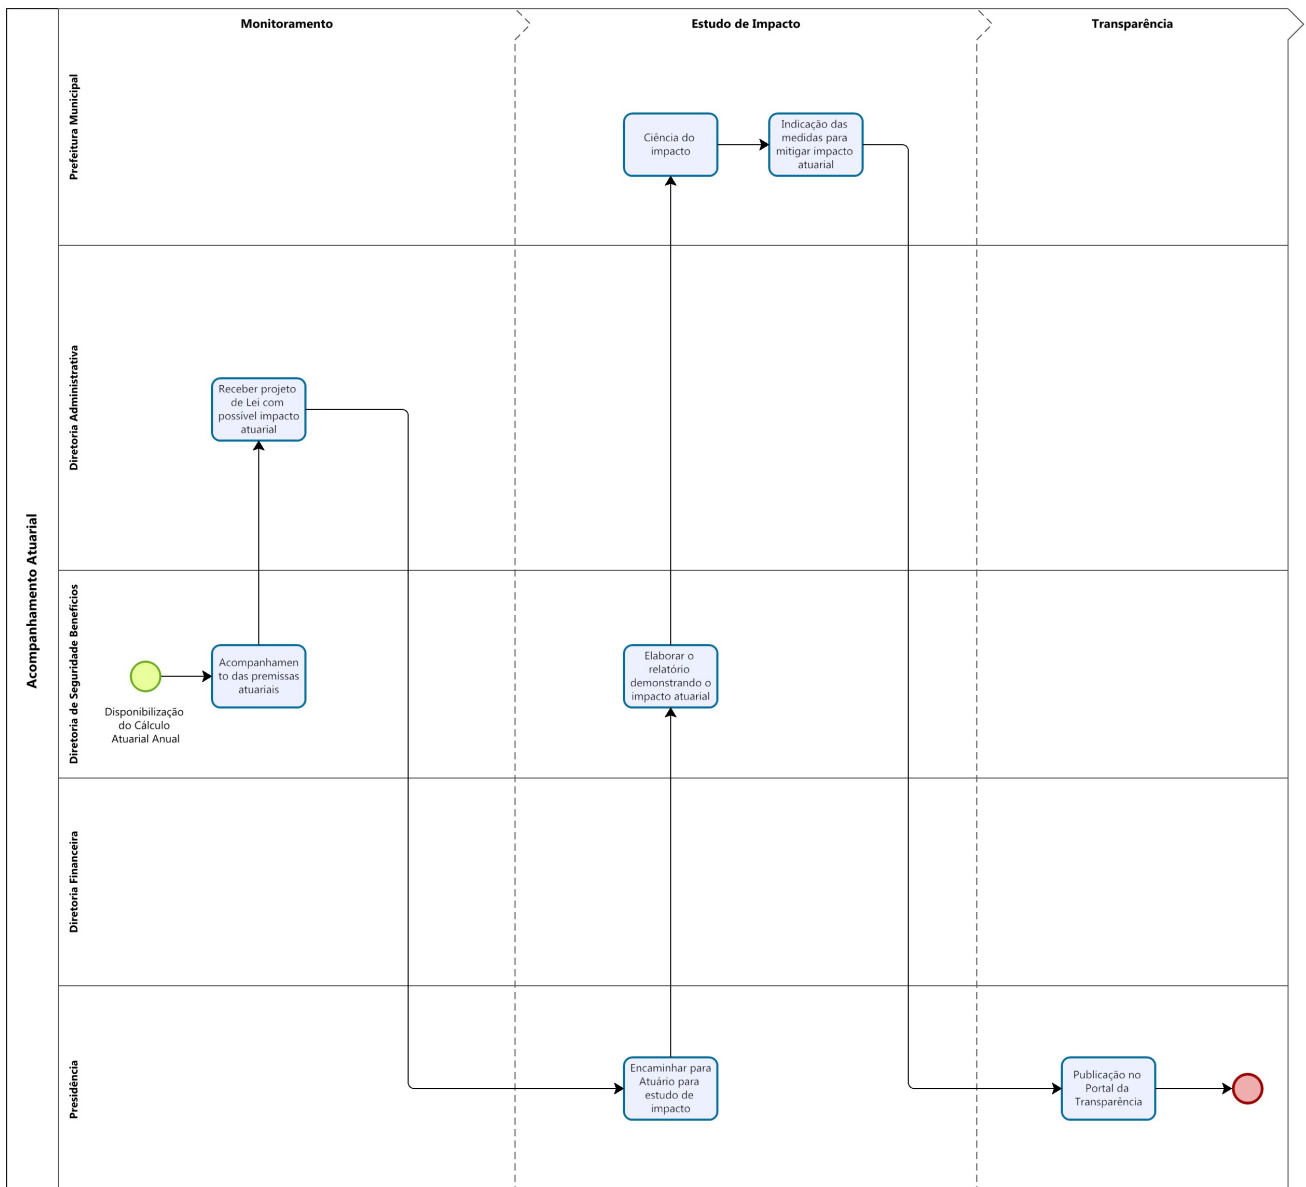 Monitoramento
Estudo de Impacto
Transparência
Acompanhamento Atuarial
Prefeitura Municipal
Ciência do
impacto
Indicação das
medidas para
mitigar impacto
atuarial
Diretoria Administrativa
Receber projeto
de Lei com
possível impacto
atuarial
Diretoria de Seguridade Benefícios
Disponibilização
do Cálculo
Atuarial Anual
Acompanhamen
to das premissas
atuariais
Elaborar o
relatório
demonstrando o
impacto atuarial
Diretoria Financeira
Presidência
Encaminhar para
Atuário para
estudo de
impacto
Publicação no
Portal da
Transparência